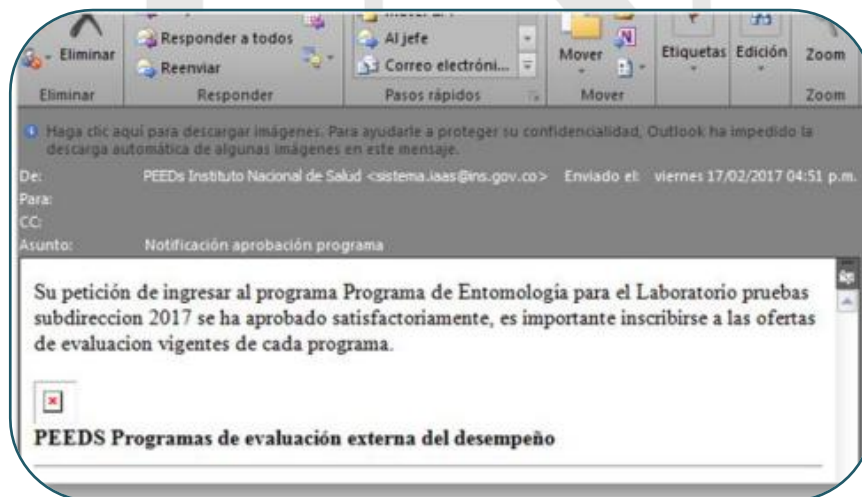 Eliminar
Responder a todos
Reenviar
Al jefe
Correo electróni...
Mover
Etiquetas
Edición
Zoom
Eliminar
Responder
Pasos rápidos
Mover
Zoom
Haga clic aquí para descargar imágenes. Para ayudarle a proteger su confidencialidad, Outlook ha impedido la
descarga automática de algunas imágenes en este mensaje.
De: PEEDs Instituto Nacional de Salud <sistema.iaas@ins.gov.co> Enviado el: viernes 17/02/2017 04:51 p.m.
Para:
CC:
Asunto: Notificación aprobación programa
Su petición de ingresar al programa Programa de Entomología para el Laboratorio pruebas
subdireccion 2017 se ha aprobado satisfactoriamente, es importante inscribirse a las ofertas
de evaluacion vigentes de cada programa.
PEEDS Programas de evaluación externa del desempeño